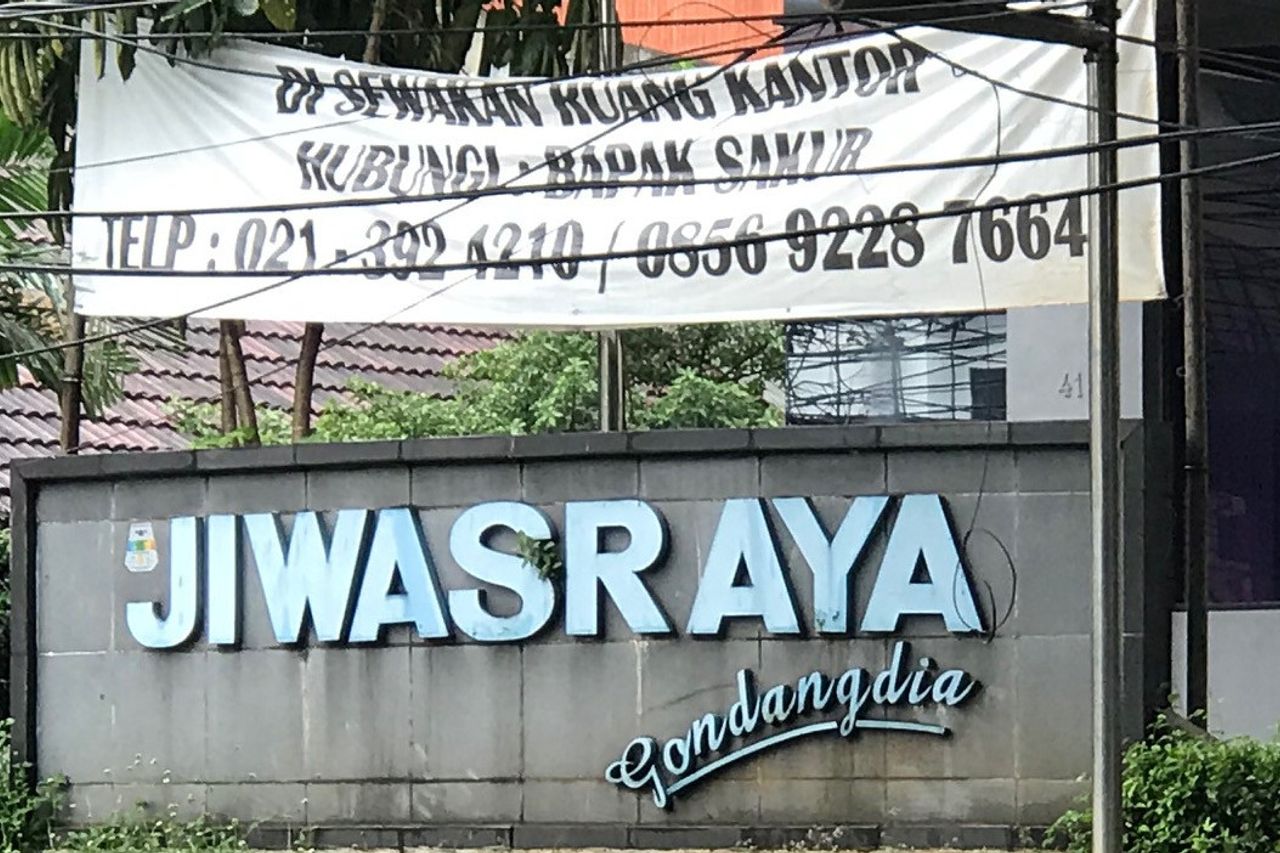 DI SEWAKAN RUANG KANTOR
HUBUNGI : BAPAK SAKUR
TELP : 021 - 392 4210 / 0856 9228 7664
41
JIWASRAYA
Gondangdia